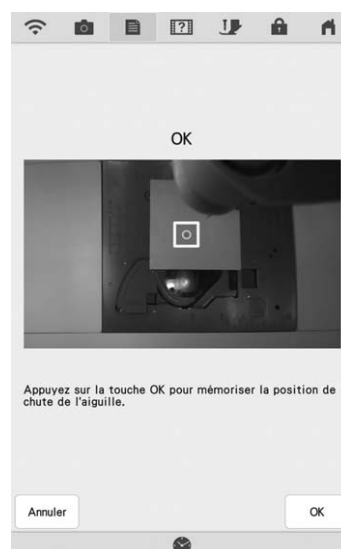 OK
Appuyez sur la touche OK pour mémoriser la position de
chute de l'aiguille.
Annuler
OK